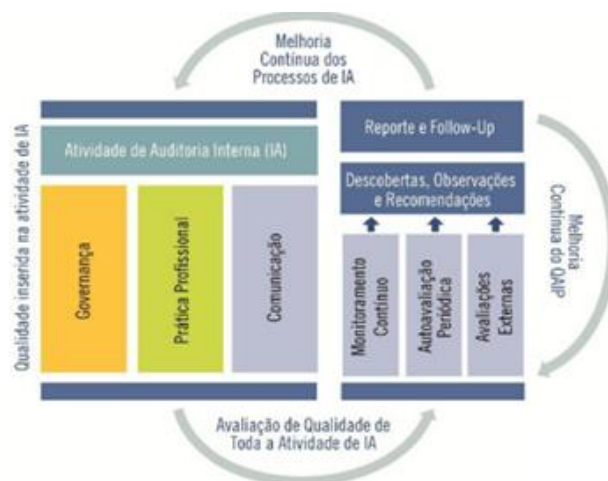 Melhoria
Contínua dos
Processos de IA
Qualidade inserida na atividade de IA
Atividade de Auditoria Interna (IA)
Governança
Prática Profissional
Comunicação
Reporte e Follow-Up
Descobertas, Observações
e Recomendações
Monitoramento
Contínuo
Autoavaliação
Periódica
Avaliações
Externas
Melhoria
Contínua do QAIP
Avaliação de Qualidade de
Toda a Atividade de IA